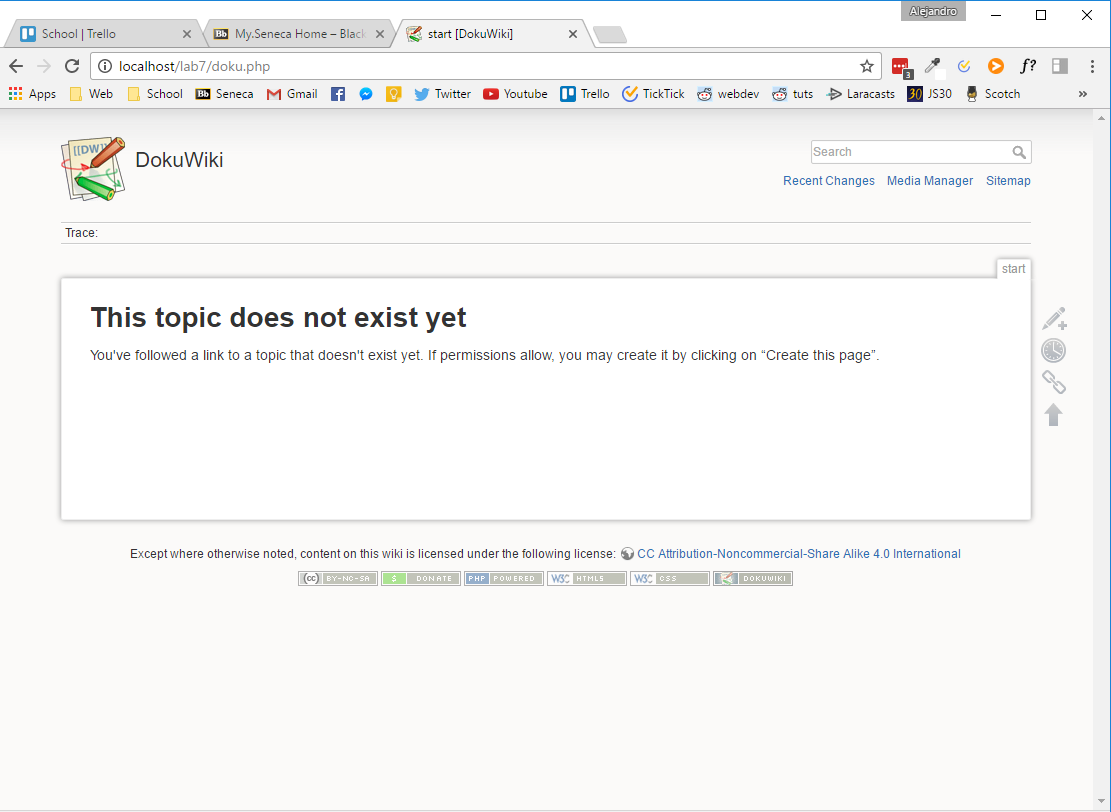 Alejandro
School | Trello
My.Seneca Home – Black
start [DokuWiki]
localhost/lab7/doku.php
3
f?
Apps Web School Bb Seneca Gmail Twitter Youtube Trello TickTick webdev tuts Laracasts 30 JS30 Scotch »
[[DW]]
DokuWiki
Search
Recent Changes Media Manager Sitemap
Trace:
start
This topic does not exist yet
You've followed a link to a topic that doesn't exist yet. If permissions allow, you may create it by clicking on “Create this page”.
Except where otherwise noted, content on this wiki is licensed under the following license: CC Attribution-Noncommercial-Share Alike 4.0 International
cc BY-NC-SA $ DONATE PHP POWERED W3C HTML5 W3C CSS DOKUWIKI